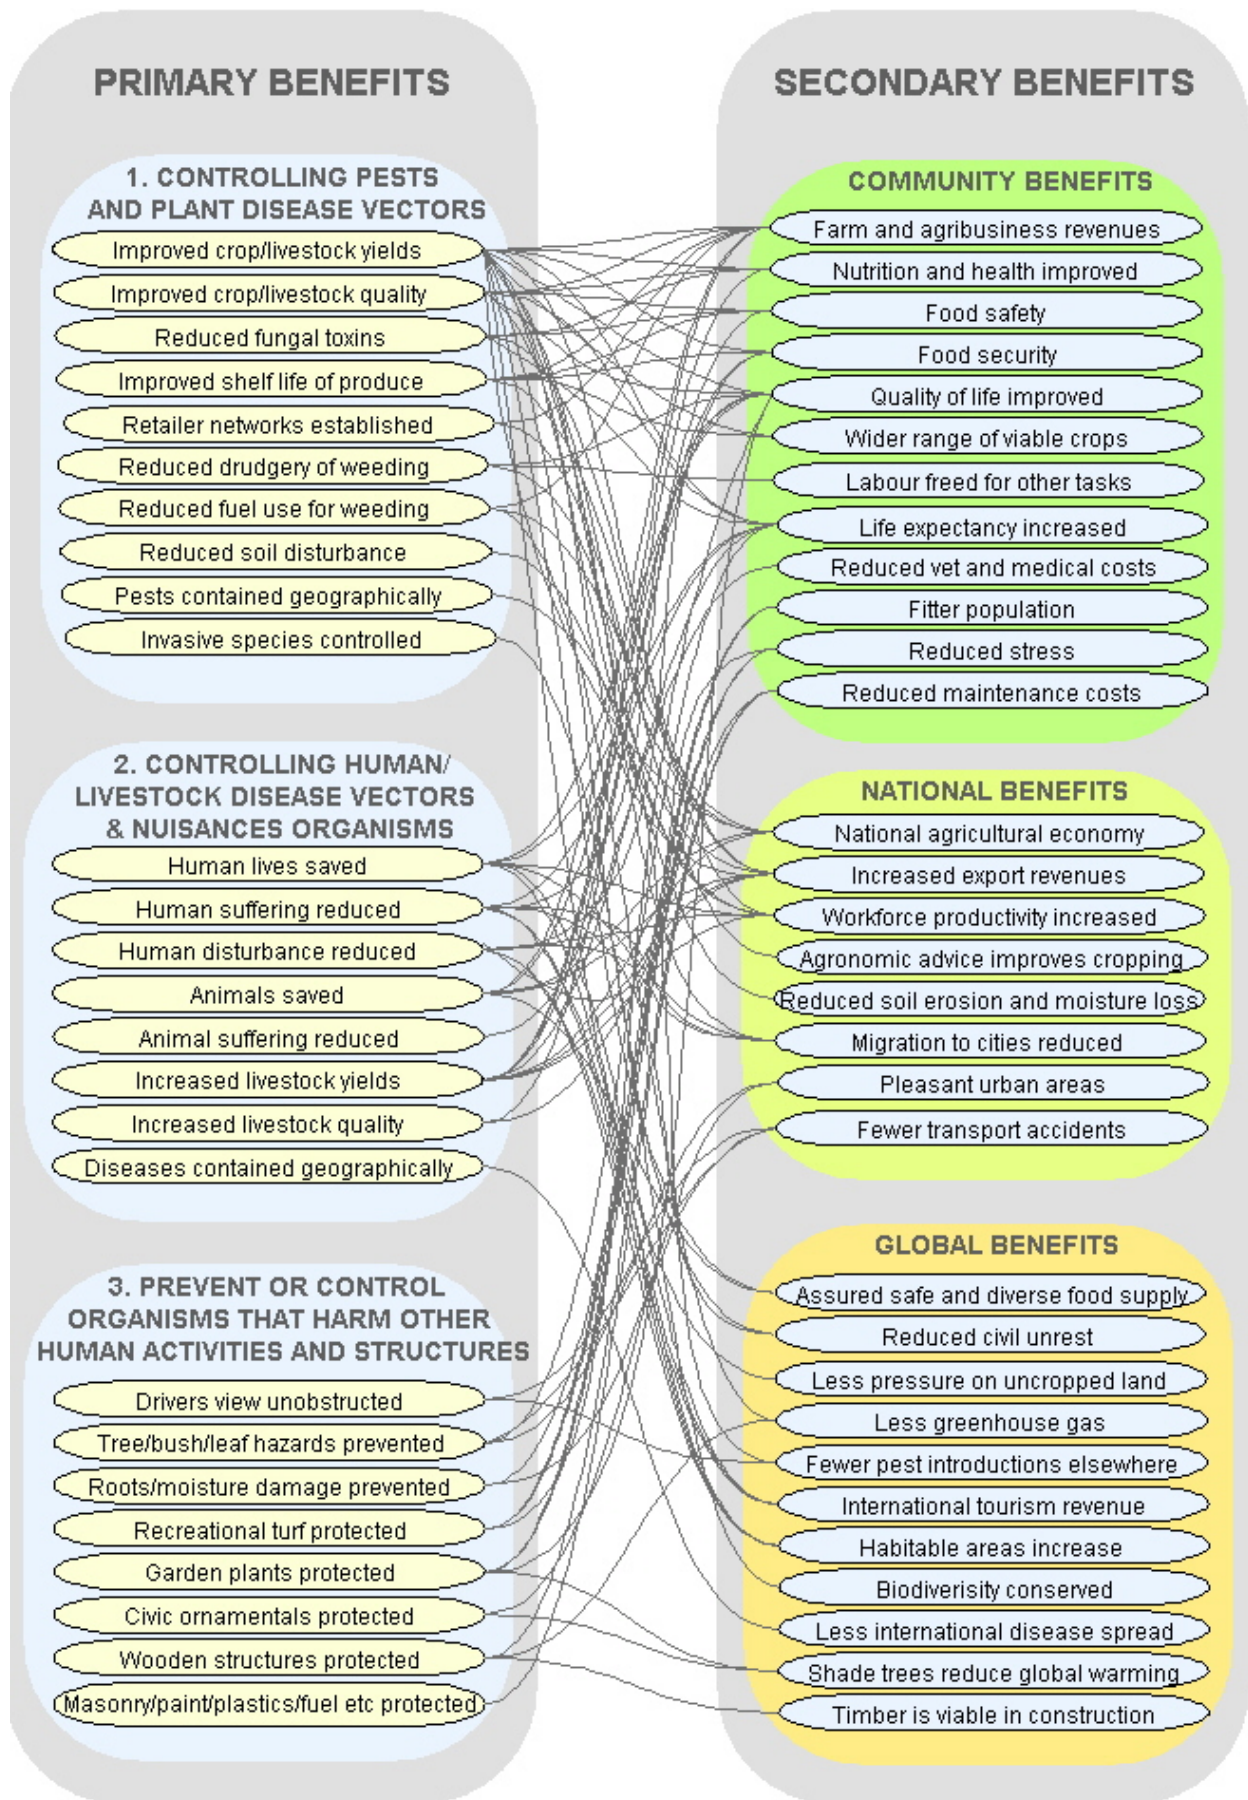 PRIMARY BENEFITS
1. CONTROLLING PESTS
AND PLANT DISEASE VECTORS
Improved crop/livestock yields
Improved crop/livestock quality
Reduced fungal toxins
Improved shelf life of produce
Retailer networks established
Reduced drudgery of weeding
Reduced fuel use for weeding
Reduced soil disturbance
Pests contained geographically
Invasive species controlled
2. CONTROLLING HUMAN/
LIVESTOCK DISEASE VECTORS
& NUISANCES ORGANISMS
Human lives saved
Human suffering reduced
Human disturbance reduced
Animals saved
Animal suffering reduced
Increased livestock yields
Increased livestock quality
Diseases contained geographically
3. PREVENT OR CONTROL
ORGANISMS THAT HARM OTHER
HUMAN ACTIVITIES AND STRUCTURES
Drivers view unobstructed
Tree/bush/leaf hazards prevented
Roots/moisture damage prevented
Recreational turf protected
Garden plants protected
Civic ornamentals protected
Wooden structures protected
Masonry/paint/plastics/fuel etc protected
SECONDARY BENEFITS
COMMUNITY BENEFITS
Farm and agribusiness revenues
Nutrition and health improved
Food safety
Food security
Quality of life improved
Wider range of viable crops
Labour freed for other tasks
Life expectancy increased
Reduced vet and medical costs
Fitter population
Reduced stress
Reduced maintenance costs
NATIONAL BENEFITS
National agricultural economy
Increased export revenues
Workforce productivity increased
Agronomic advice improves cropping
Reduced soil erosion and moisture loss
Migration to cities reduced
Pleasant urban areas
Fewer transport accidents
GLOBAL BENEFITS
Assured safe and diverse food supply
Reduced civil unrest
Less pressure on uncropped land
Less greenhouse gas
Fewer pest introductions elsewhere
International tourism revenue
Habitable areas increase
Biodiverisity conserved
Less international disease spread
Shade trees reduce global warming
Timber is viable in construction